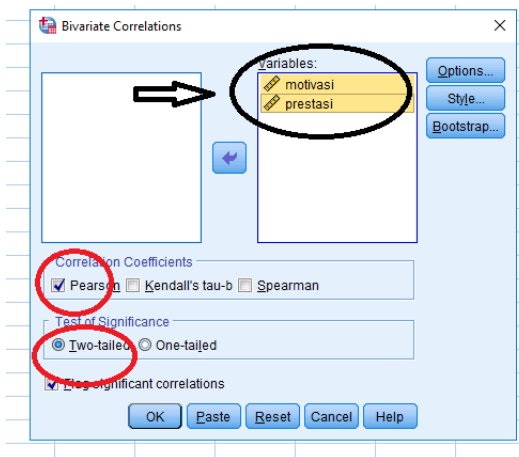 Bivariate Correlations
Variables:
motivasi
prestasi
Options...
Style...
Bootstrap...
Correlation Coefficients
Pearson Kendall's tau-b Spearman
Test of Significance
Two-tailed One-tailed
Flag significant correlations
OK Paste Reset Cancel Help